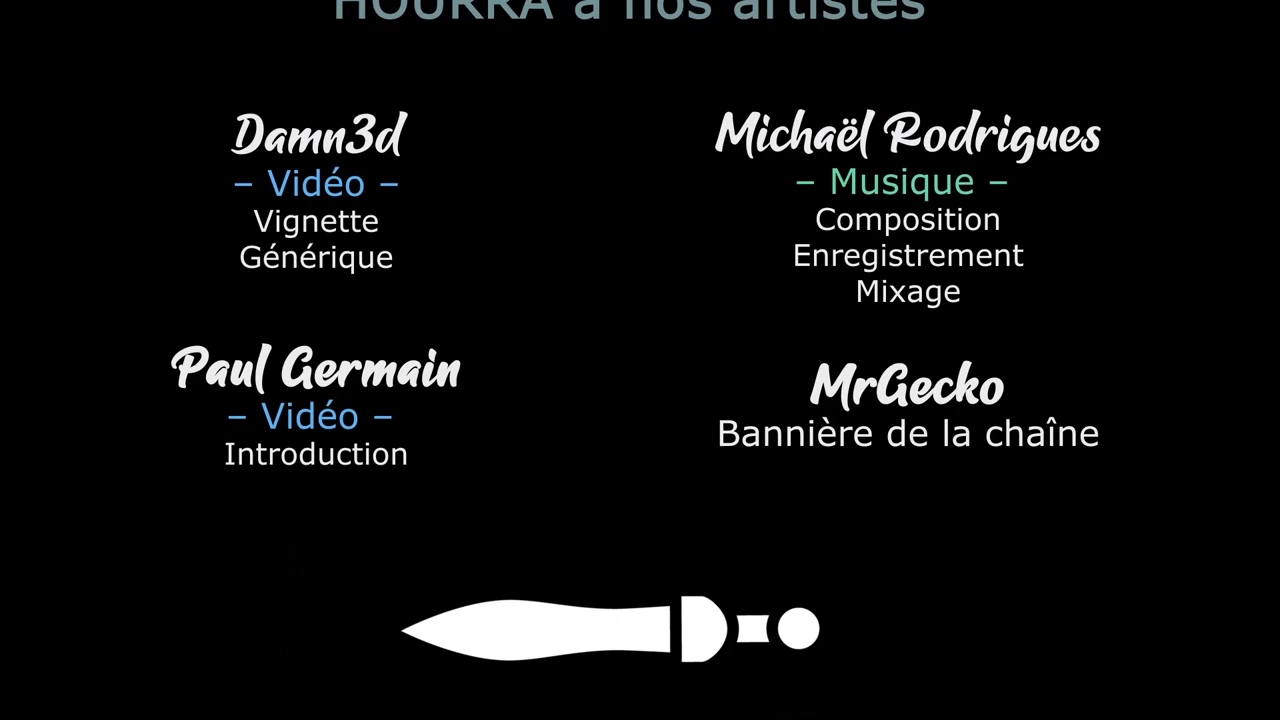 HOURRA à nos artistes
Damn3d
– Vidéo –
Vignette
Générique
Michaël Rodrigues
– Musique –
Composition
Enregistrement
Mixage
Paul Germain
– Vidéo –
Introduction
MrGecko
Bannière de la chaîne